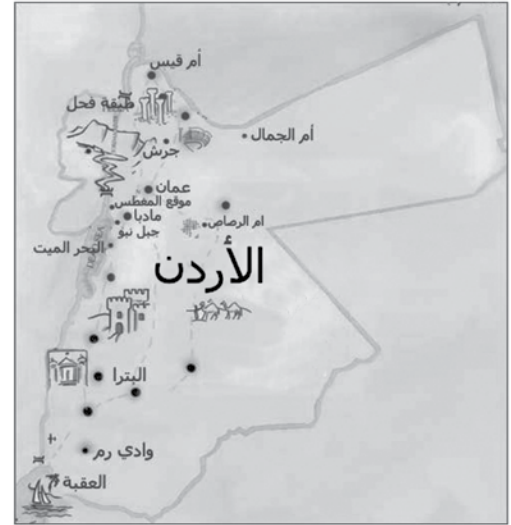 أم قيس
طبقة فحل
أم الجمال
جرش
عمان
موقع المغطس
مادبا
ام الرصاص
جبل نبو
البحر الميت
الأردن
البترا
وادي رم
العقبة